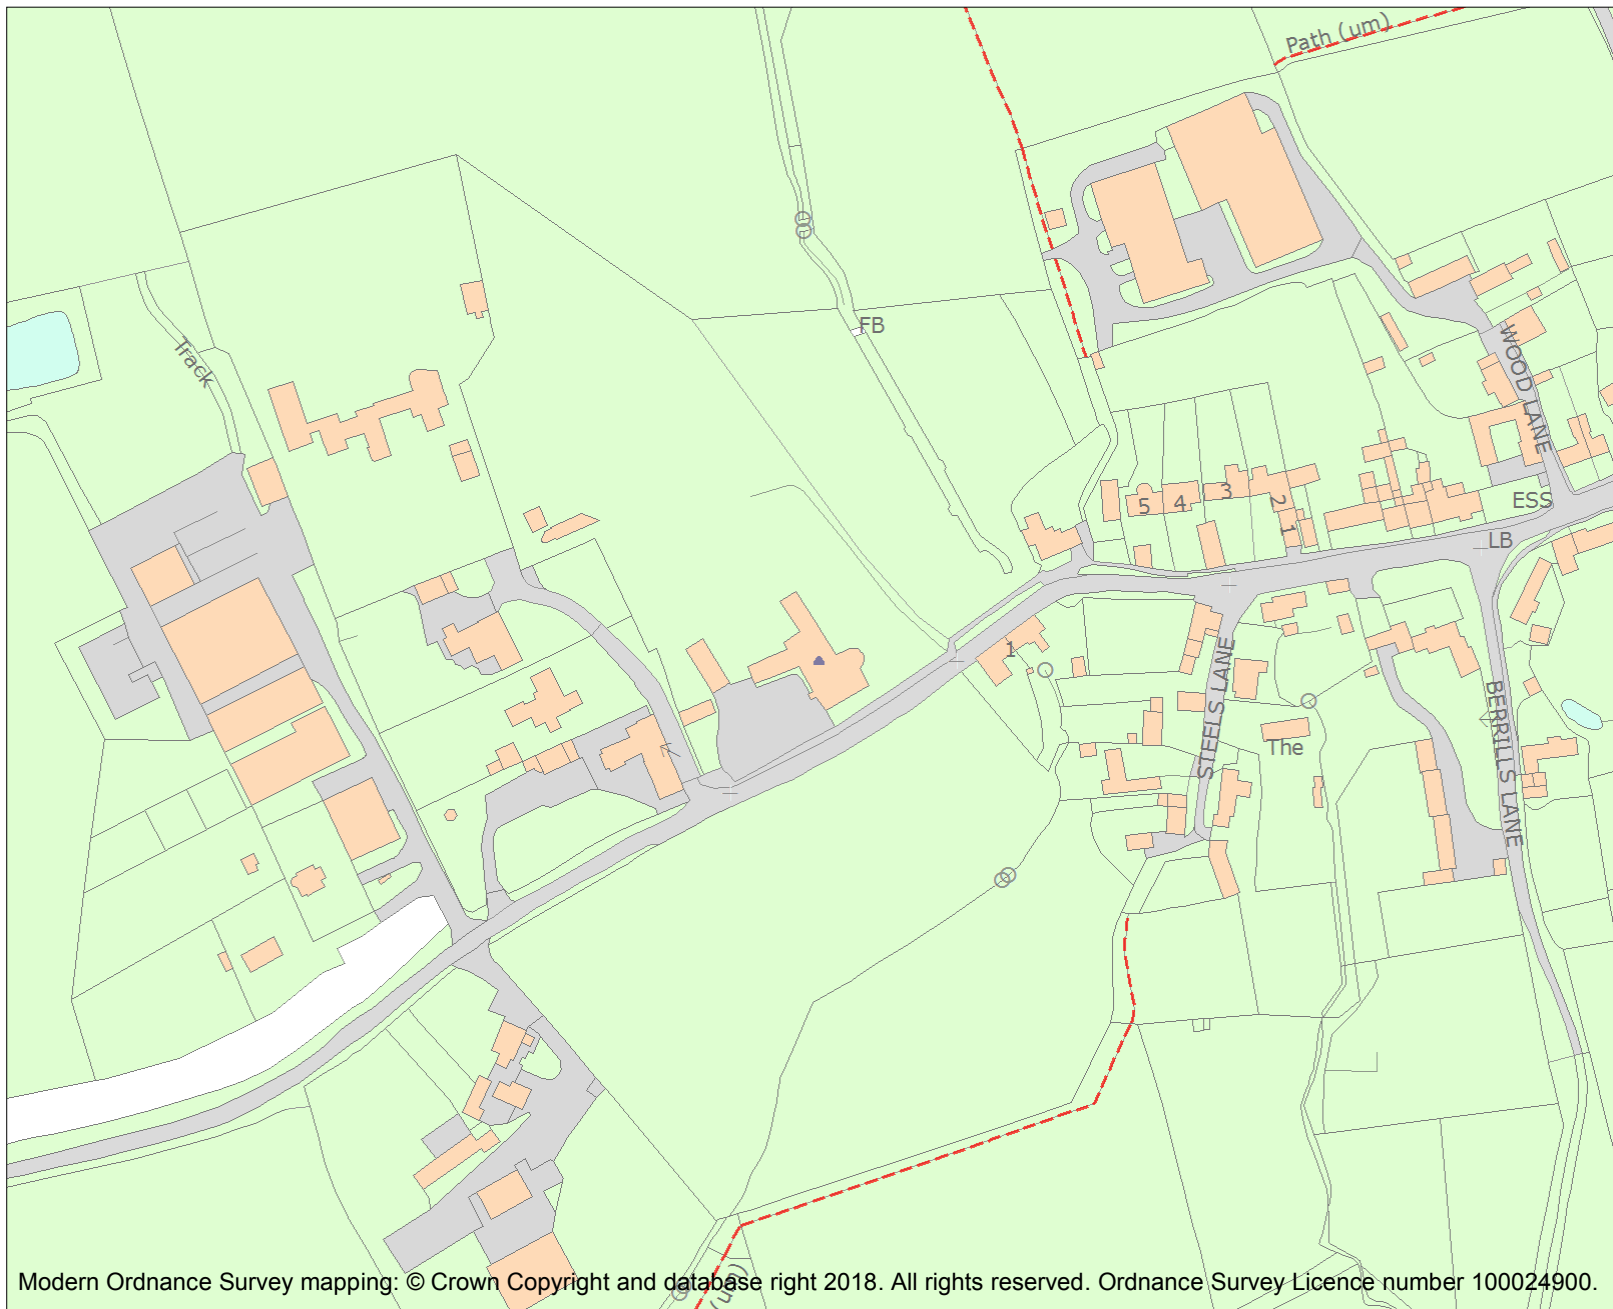 Path (um)
Track
FB
WOOD LANE
5
4
3
2
1
ESS
LB
1
STEELS LANE
The
BERRILLS LANE
(um)
Modern Ordnance Survey mapping: © Crown Copyright and database right 2018. All rights reserved. Ordnance Survey Licence number 100024900.